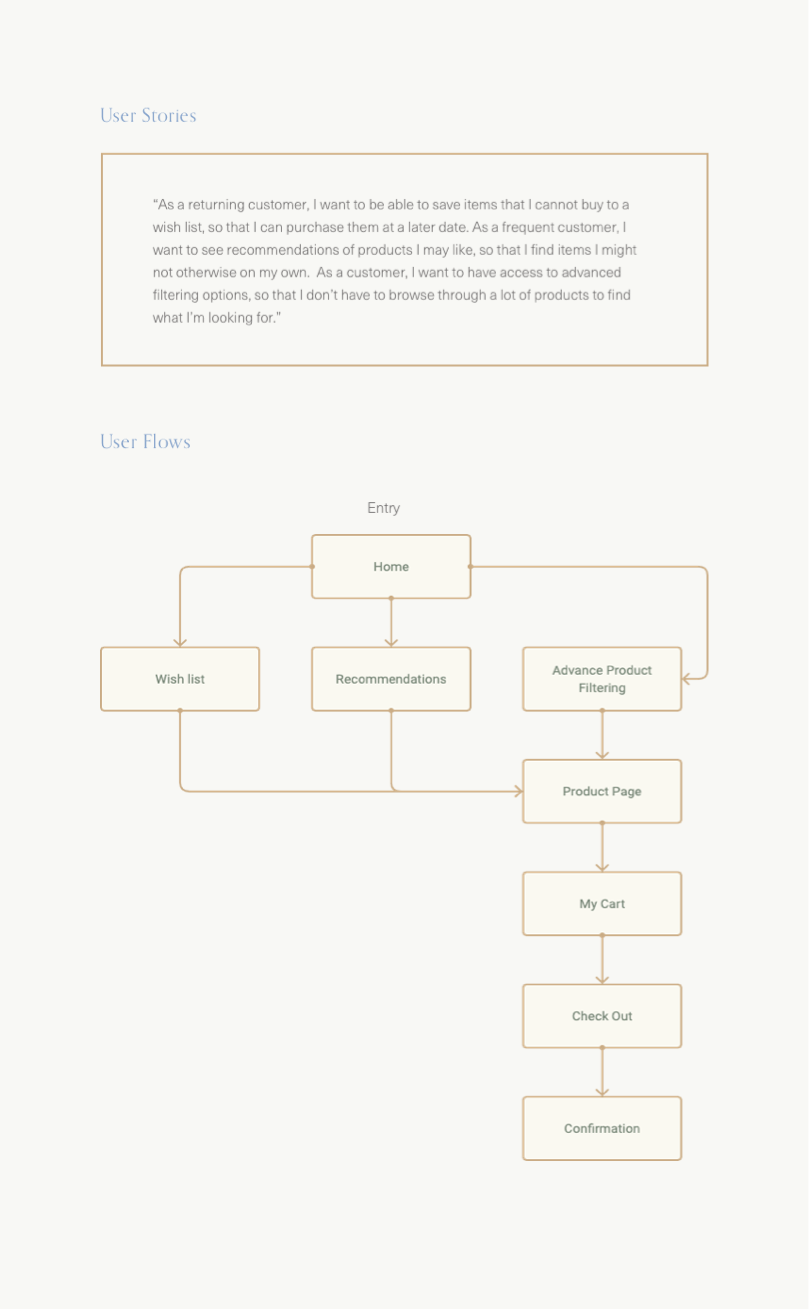 User Stories
“As a returning customer, I want to be able to save items that I cannot buy to a
wish list, so that I can purchase them at a later date. As a frequent customer, I
want to see recommendations of products I may like, so that I find items I might
not otherwise on my own.  As a customer, I want to have access to advanced
filtering options, so that I don’t have to browse through a lot of products to find
what I’m looking for.”
User Flows
Entry
Home
Wish list
Recommendations
Advance Product
Filtering
Product Page
My Cart
Check Out
Confirmation